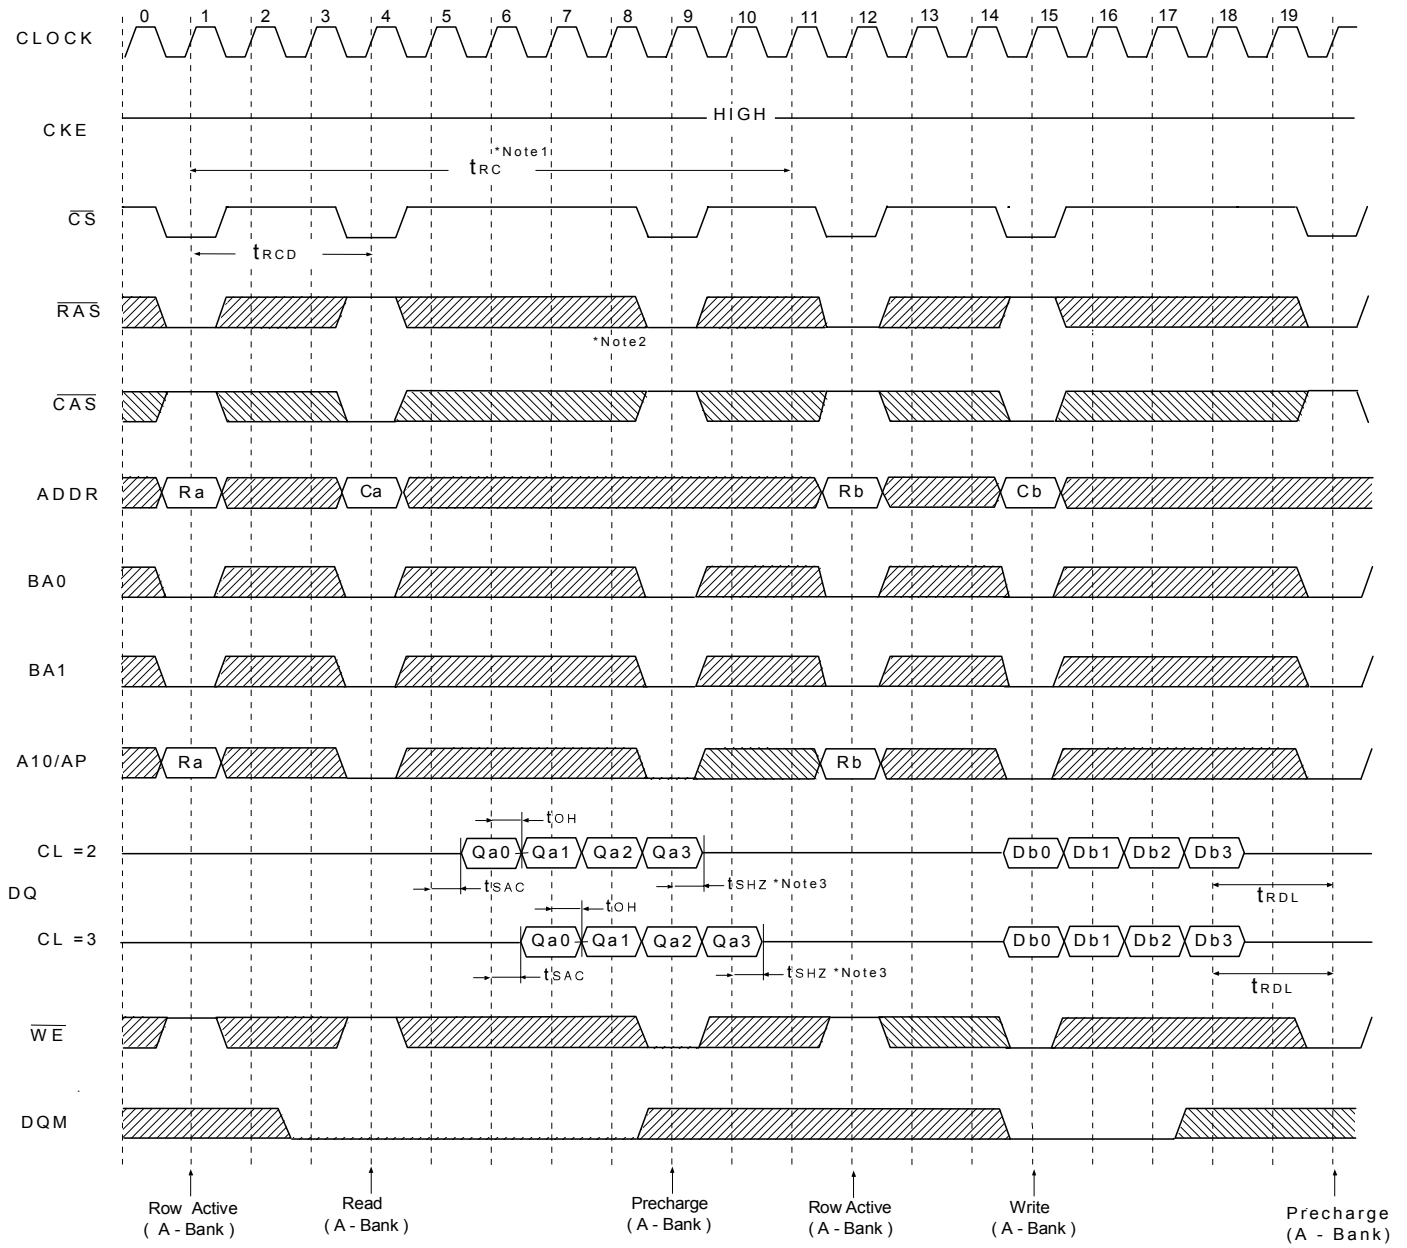 0 1 2 3 4 5 6 7 8 9 10 11 12 13 14 15 16 17 18 19
CLOCK
HIGH
CKE
*Note1
tRC
CS
tRCD
RAS
*Note2
CAS
ADDR Ra Ca Rb Cb
BA0
BA1
A10/AP Ra Rb
tOH
CL =2 Qa0 Qa1 Qa2 Qa3 Db0 Db1 Db2 Db3
tSAC tSHZ *Note3 tRDL
DQ
tOH
CL =3 Qa0 Qa1 Qa2 Qa3 Db0 Db1 Db2 Db3
tSAC tSHZ *Note3 tRDL
WE
DQM
Row Active
( A - Bank )
Read
( A - Bank )
Precharge
( A - Bank )
Row Active
( A - Bank )
Write
( A - Bank )
Precharge
(A - Bank)